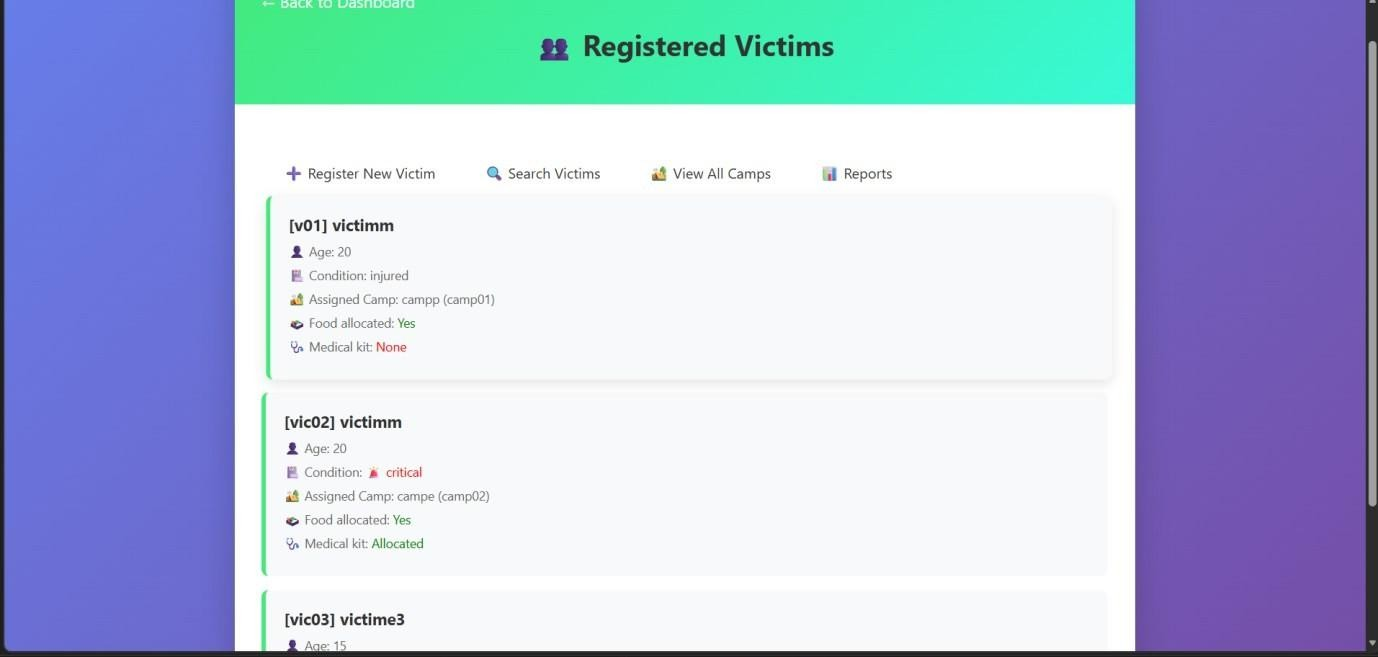 ← Back to Dashboard
Registered Victims
Register New Victim Search Victims View All Camps Reports
[v01] victimm
Age: 20
Condition: injured
Assigned Camp: campp (camp01)
Food allocated: Yes
Medical kit: None
[vic02] victimm
Age: 20
Condition: critical
Assigned Camp: campe (camp02)
Food allocated: Yes
Medical kit: Allocated
[vic03] victime3
Age: 15